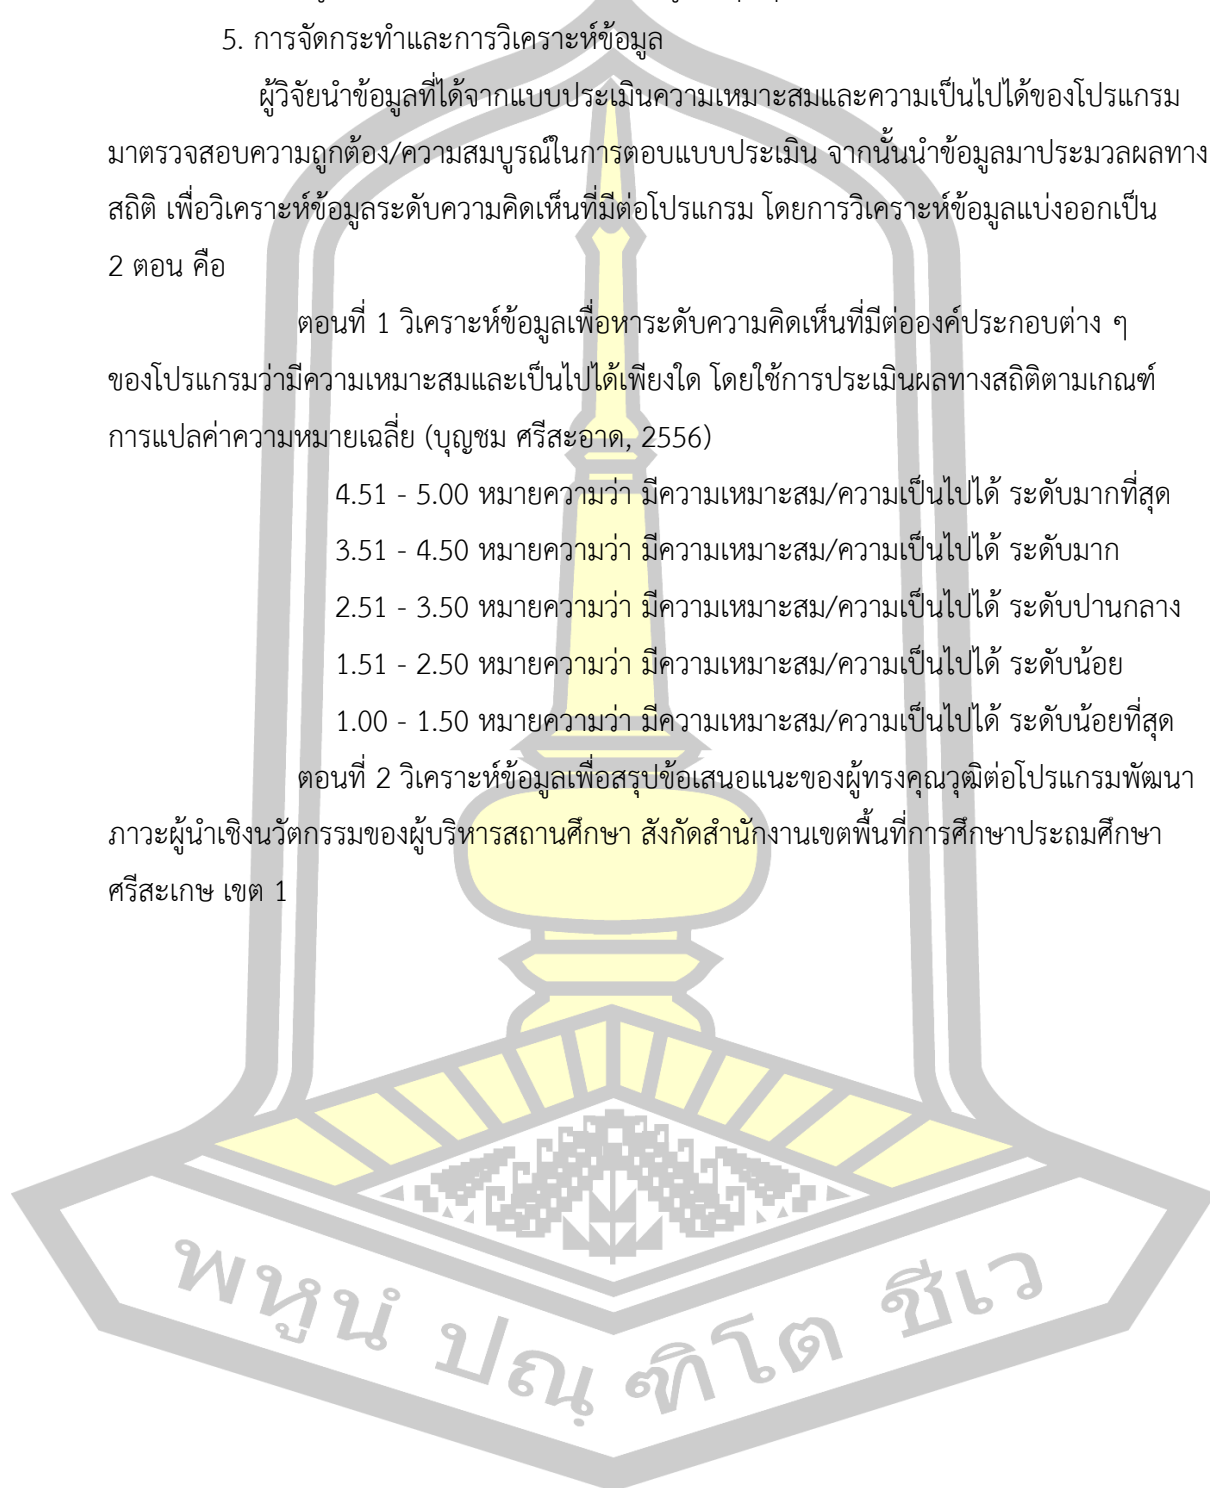 5. การจัดกระทำและการวิเคราะห์ข้อมูล
ผู้วิจัยนำข้อมูลที่ได้จากแบบประเมินความเหมาะสมและความเป็นไปได้ของโปรแกรม
มาตรวจสอบความถูกต้อง/ความสมบูรณ์ในการตอบแบบประเมิน จากนั้นนำข้อมูลมาประมวลผลทาง
สถิติ เพื่อวิเคราะห์ข้อมูลระดับความคิดเห็นที่มีต่อโปรแกรม โดยการวิเคราะห์ข้อมูลแบ่งออกเป็น
2 ตอน คือ
ตอนที่ 1 วิเคราะห์ข้อมูลเพื่อหาระดับความคิดเห็นที่มีต่อองค์ประกอบต่าง ๆ
ของโปรแกรมว่ามีความเหมาะสมและเป็นไปได้เพียงใด โดยใช้การประเมินผลทางสถิติตามเกณฑ์
การแปลค่าความหมายเฉลี่ย (บุญชม ศรีสะอาด, 2556)
4.51 - 5.00 หมายความว่า มีความเหมาะสม/ความเป็นไปได้ ระดับมากที่สุด
3.51 - 4.50 หมายความว่า มีความเหมาะสม/ความเป็นไปได้ ระดับมาก
2.51 - 3.50 หมายความว่า มีความเหมาะสม/ความเป็นไปได้ ระดับปานกลาง
1.51 - 2.50 หมายความว่า มีความเหมาะสม/ความเป็นไปได้ ระดับน้อย
1.00 - 1.50 หมายความว่า มีความเหมาะสม/ความเป็นไปได้ ระดับน้อยที่สุด
ตอนที่ 2 วิเคราะห์ข้อมูลเพื่อสรุปข้อเสนอแนะของผู้ทรงคุณวุฒิต่อโปรแกรมพัฒนา
ภาวะผู้นำเชิงนวัตกรรมของผู้บริหารสถานศึกษา สังกัดสำนักงานเขตพื้นที่การศึกษาประถมศึกษา
ศรีสะเกษ เขต 1
พหูนํ ปณฺฑิโต ชีเว